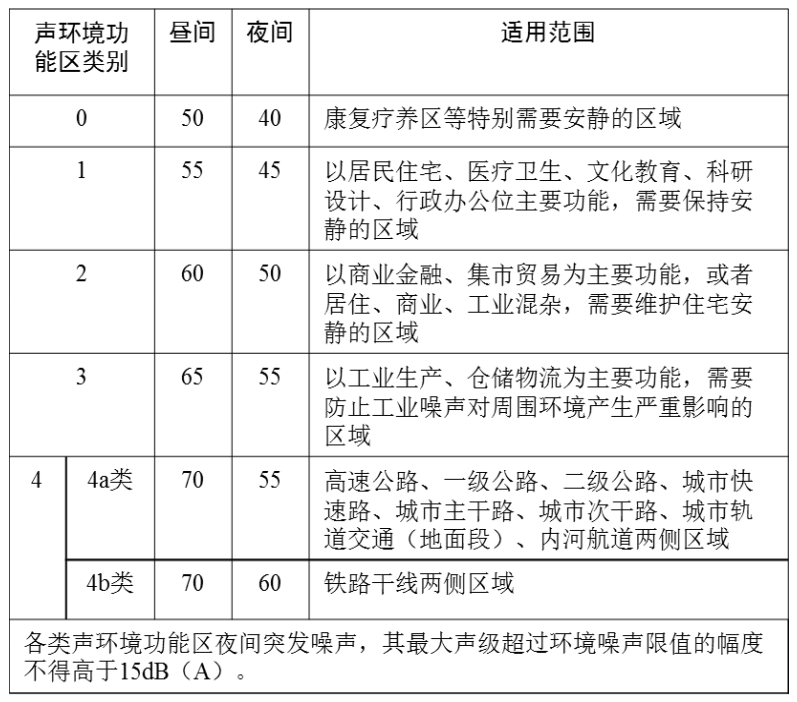 声环境功能区类别 昼间 夜间 适用范围
0 50 40 康复疗养区等特别需要安静的区域
1 55 45 以居民住宅、医疗卫生、文化教育、科研
设计、行政办公位主要功能，需要保持安
静的区域
2 60 50 以商业金融、集市贸易为主要功能，或者
居住、商业、工业混杂，需要维护住宅安
静的区域
3 65 55 以工业生产、仓储物流为主要功能，需要
防止工业噪声对周围环境产生严重影响的
区域
4 4a类 70 55 高速公路、一级公路、二级公路、城市快
速路、城市主干路、城市次干路、城市轨
道交通（地面段）、内河航道两侧区域
4b类 70 60 铁路干线两侧区域
各类声环境功能区夜间突发噪声，其最大声级超过环境噪声限值的幅度
不得高于15dB（A）。